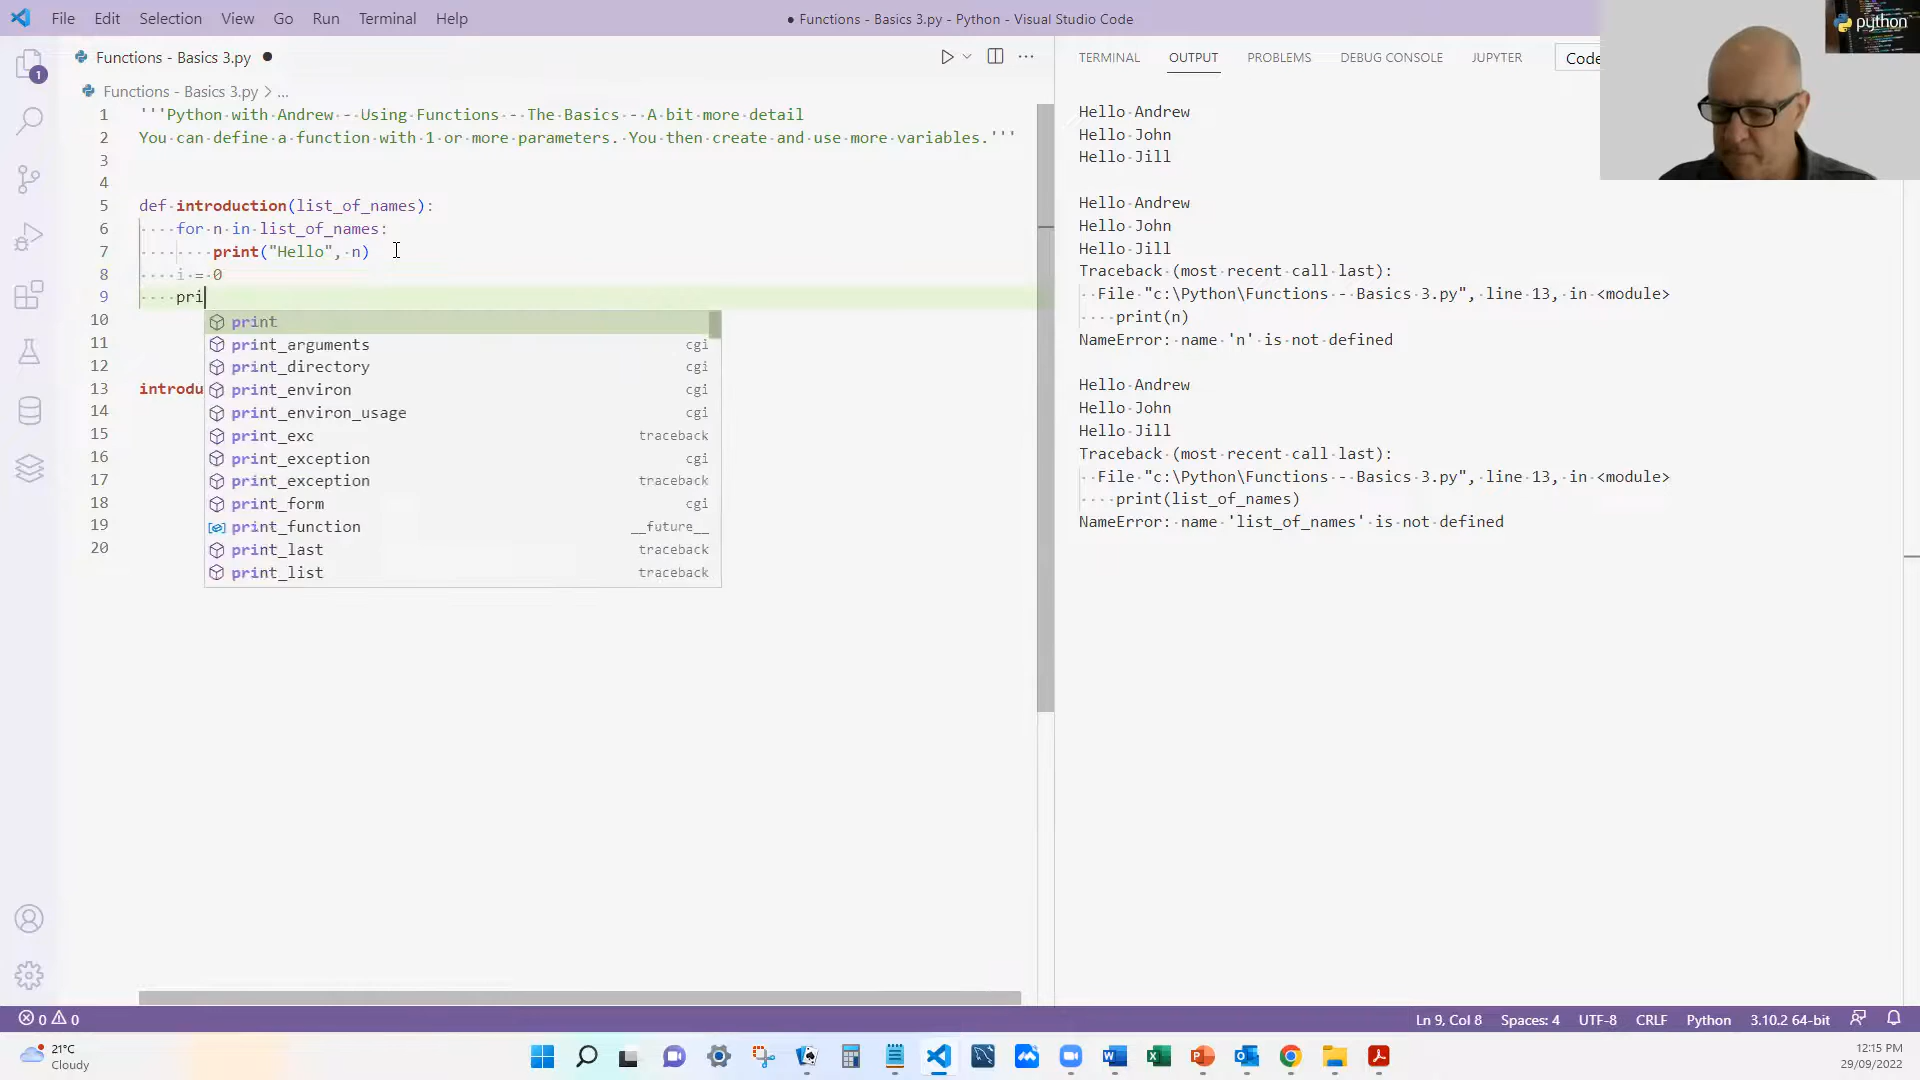 File Edit Selection View Go Run Terminal Help
● Functions - Basics 3.py - Python - Visual Studio Code
python
Functions - Basics 3.py ●
Functions - Basics 3.py > ...
1 '''Python with Andrew - Using Functions - The Basics - A bit more detail
2 You can define a function with 1 or more parameters. You then create and use more variables.'''
3
4
5 def introduction(list_of_names):
6 for n in list_of_names:
7 print("Hello", n)
8 i = 0
9 pri
10
11
12
13 introdu
14
15
16
17
18
19
20
print
print_arguments cgi
print_directory cgi
print_environ cgi
print_environ_usage cgi
print_exc traceback
print_exception cgi
print_exception traceback
print_form cgi
print_function __future__
print_last traceback
print_list traceback
TERMINAL OUTPUT PROBLEMS DEBUG CONSOLE JUPYTER Code
Hello Andrew
Hello John
Hello Jill
Hello Andrew
Hello John
Hello Jill
Traceback (most recent call last):
File "c:\Python\Functions - Basics 3.py", line 13, in <module>
print(n)
NameError: name 'n' is not defined
Hello Andrew
Hello John
Hello Jill
Traceback (most recent call last):
File "c:\Python\Functions - Basics 3.py", line 13, in <module>
print(list_of_names)
NameError: name 'list_of_names' is not defined
1
0 0
Ln 9, Col 8 Spaces: 4 UTF-8 CRLF Python 3.10.2 64-bit
21°C
Cloudy
12:15 PM
29/09/2022